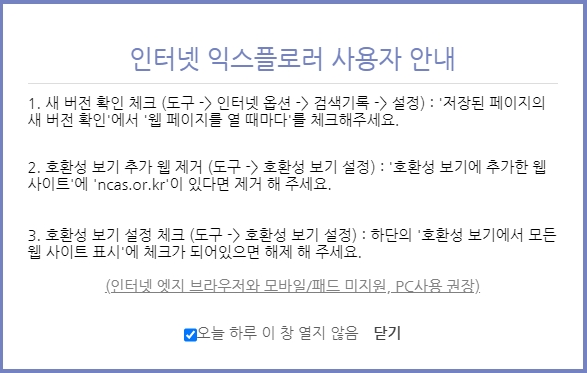 인터넷 익스플로러 사용자 안내
1. 새 버전 확인 체크 (도구 -> 인터넷 옵션 -> 검색기록 -> 설정) : '저장된 페이지의
새 버전 확인'에서 '웹 페이지를 열 때마다'를 체크해주세요.
2. 호환성 보기 추가 웹 제거 (도구 -> 호환성 보기 설정) : '호환성 보기에 추가한 웹
사이트'에 'ncas.or.kr'이 있다면 제거 해 주세요.
3. 호환성 보기 설정 체크 (도구 -> 호환성 보기 설정) : 하단의 '호환성 보기에서 모든
웹 사이트 표시'에 체크가 되어있으면 해제 해 주세요.
(인터넷 엣지 브라우저와 모바일/패드 미지원, PC사용 권장)
오늘 하루 이 창 열지 않음 닫기